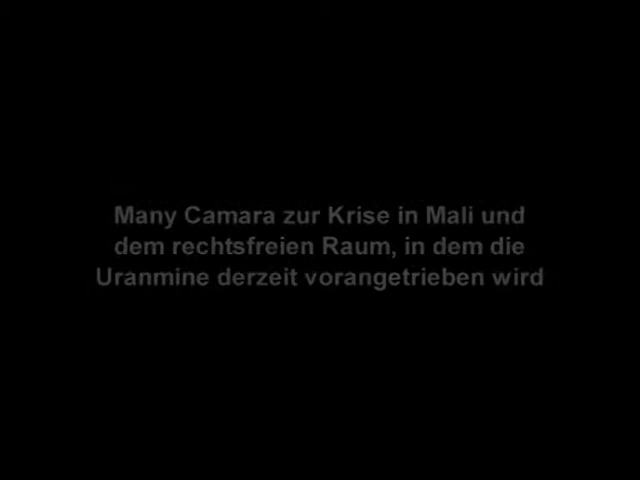 Many Camara zur Krise in Mali und
dem rechtsfreien Raum, in dem die
Uranmine derzeit vorangetrieben wird